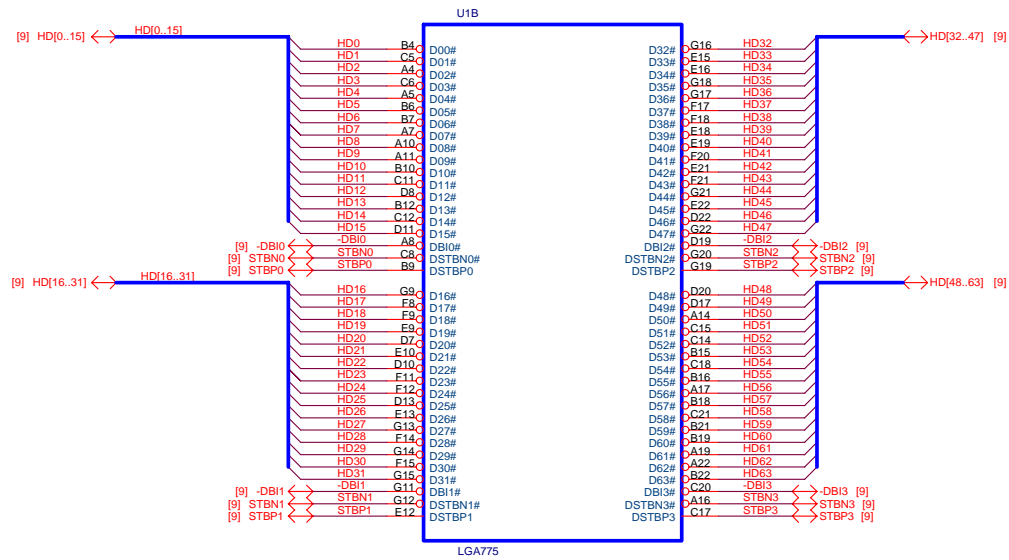 U1B
[9] HD[0..15] HD[0..15] HD[32..47] [9]
HD0 B4 D00# D32# G16 HD32
HD1 C5 D01# D33# E15 HD33
HD2 A4 D02# D34# E16 HD34
HD3 C6 D03# D35# G18 HD35
HD4 A5 D04# D36# G17 HD36
HD5 B6 D05# D37# F17 HD37
HD6 B7 D06# D38# F18 HD38
HD7 A7 D07# D39# E18 HD39
HD8 A10 D08# D40# E19 HD40
HD9 A11 D09# D41# F20 HD41
HD10 B10 D10# D42# E21 HD42
HD11 C11 D11# D43# F21 HD43
HD12 D8 D12# D44# G21 HD44
HD13 B12 D13# D45# E22 HD45
HD14 C12 D14# D46# D22 HD46
HD15 D11 D15# D47# G22 HD47
[9] -DBI0 -DBI0 A8 DBI0# DBI2# D19 -DBI2 -DBI2 [9]
[9] STBN0 STBN0 C8 DSTBN0# DSTBN2# G20 STBN2 STBN2 [9]
[9] STBP0 STBP0 B9 DSTBP0 DSTBP2 G19 STBP2 STBP2 [9]
[9] HD[16..31] HD[16..31] HD[48..63] [9]
HD16 G9 D16# D48# D20 HD48
HD17 F8 D17# D49# D17 HD49
HD18 F9 D18# D50# A14 HD50
HD19 E9 D19# D51# C15 HD51
HD20 D7 D20# D52# C14 HD52
HD21 E10 D21# D53# B15 HD53
HD22 D10 D22# D54# C18 HD54
HD23 F11 D23# D55# B16 HD55
HD24 F12 D24# D56# A17 HD56
HD25 D13 D25# D57# B18 HD57
HD26 E13 D26# D58# C21 HD58
HD27 G13 D27# D59# B21 HD59
HD28 F14 D28# D60# B19 HD60
HD29 G14 D29# D61# A19 HD61
HD30 F15 D30# D62# A22 HD62
HD31 G15 D31# D63# B22 HD63
[9] -DBI1 -DBI1 G11 DBI1# DBI3# C20 -DBI3 -DBI3 [9]
[9] STBN1 STBN1 G12 DSTBN1# DSTBN3# A16 STBN3 STBN3 [9]
[9] STBP1 STBP1 E12 DSTBP1 DSTBP3 C17 STBP3 STBP3 [9]
LGA775